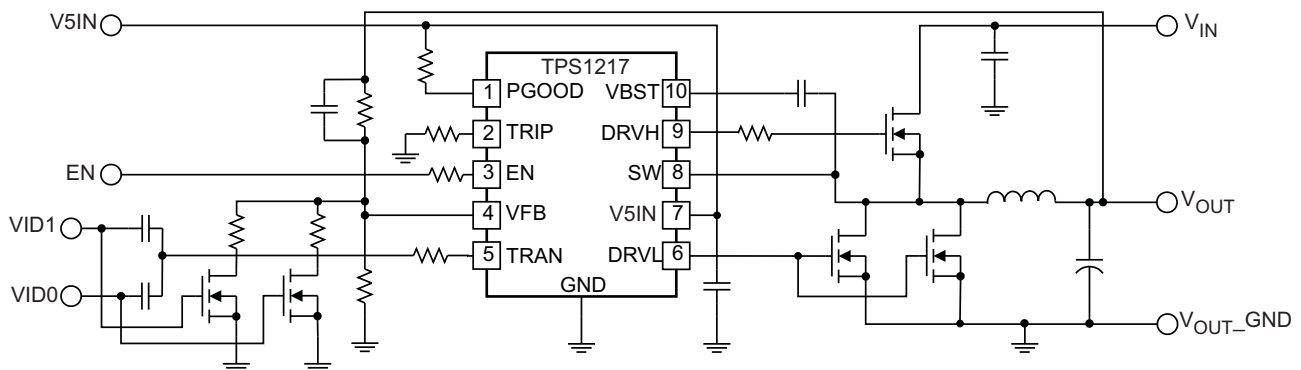 V5IN
V_IN
TPS1217
1 PGOOD
VBST 10
2 TRIP
DRVH 9
EN
3 EN
SW 8
4 VFB
V5IN 7
V_OUT
VID1
5 TRAN
DRVL 6
GND
VID0
V_OUT_GND